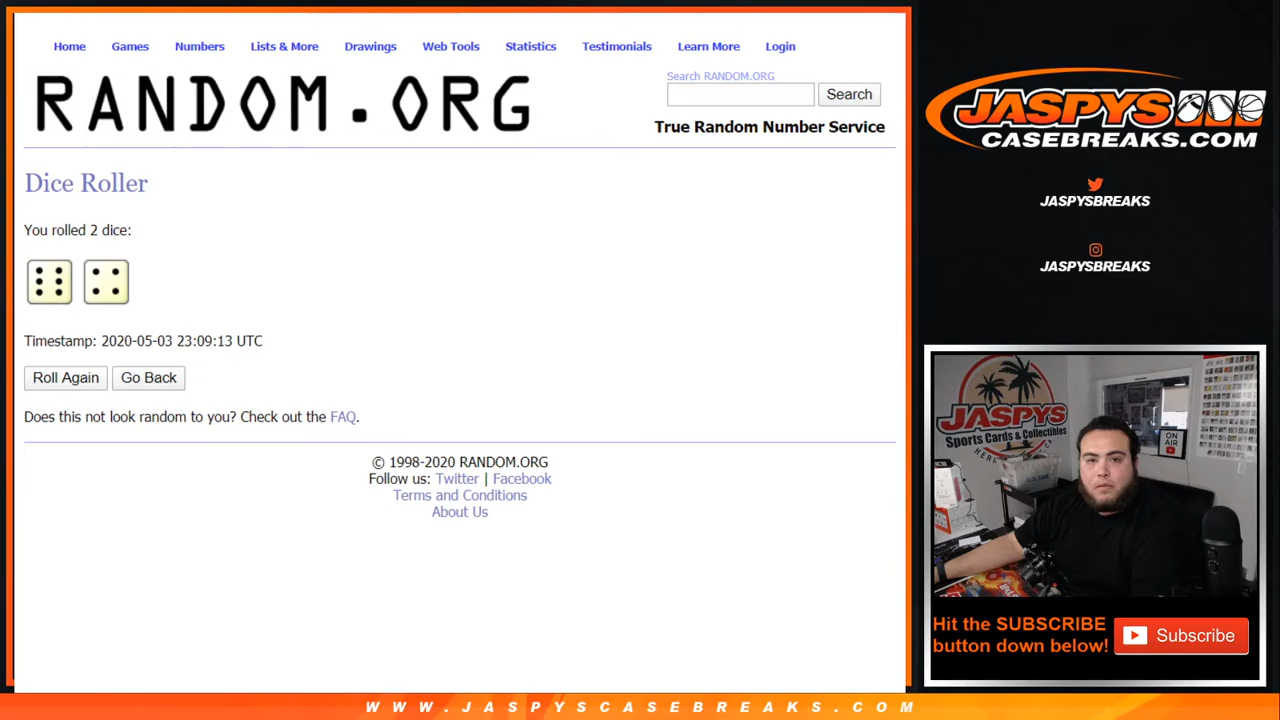 Home Games Numbers Lists & More Drawings Web Tools Statistics Testimonials Learn More Login
RANDOM.ORG
Search RANDOM.ORG
Search
True Random Number Service
Dice Roller
You rolled 2 dice:
Timestamp: 2020-05-03 23:09:13 UTC
Roll Again Go Back
Does this not look random to you? Check out the FAQ.
© 1998-2020 RANDOM.ORG
Follow us: Twitter | Facebook
Terms and Conditions
About Us
JASPYS
CASEBREAKS.COM
JASPYSBREAKS
JASPYSBREAKS
JASPYS
Sports Cards & Collectibles
ON
AIR
Hit the SUBSCRIBE
button down below!
Subscribe
WWW.JASPYSCASEBREAKS.COM